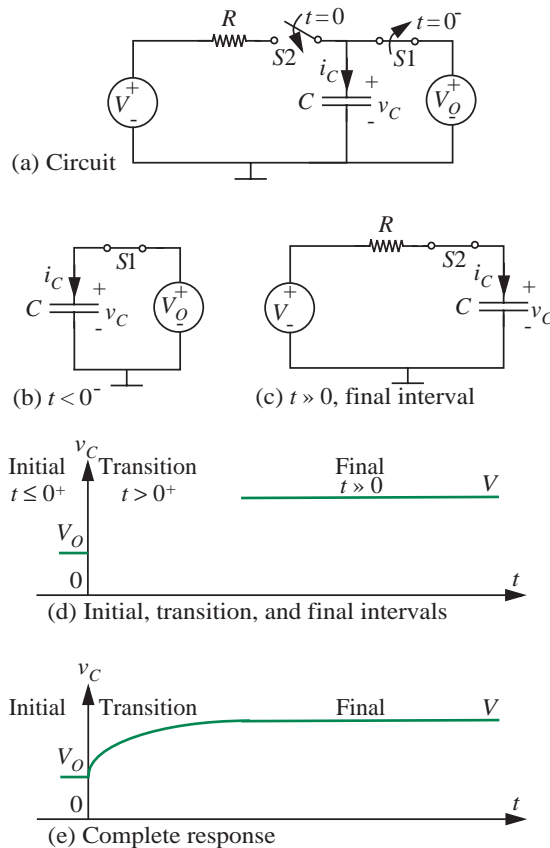 R
t=0
t=0-
S2
S1
iC
+
V
+
-
C
vC
-
VO
+
-
(a) Circuit
S1
iC
+
C
vC
-
VO
+
-
(b) t < 0-
R
S2
iC
V
+
-
C
+
vC
-
(c) t » 0, final interval
vC
Initial Transition Final
t ≤ 0+ t > 0+ t » 0
V
VO
0
t
(d) Initial, transition, and final intervals
vC
Initial Transition Final V
VO
0
t
(e) Complete response